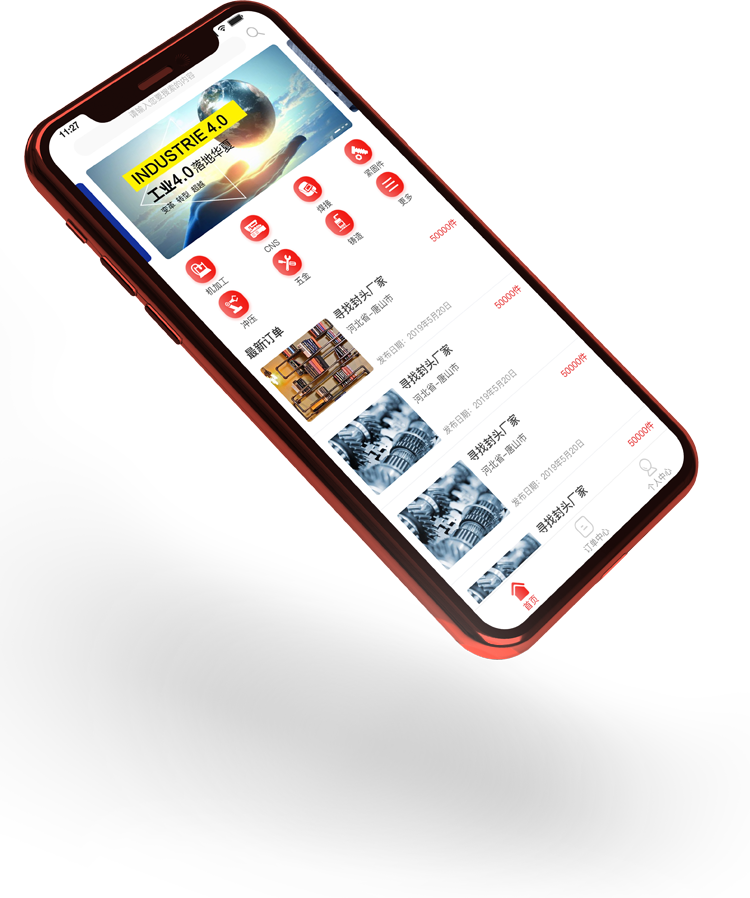 11:27
请输入您要搜索的内容
INDUSTRIE 4.0
工业4.0 落地华夏
变革 转型 超越
机加工
CNS
焊接
紧固件
冲压
五金
铸造
更多
最新订单
寻找封头厂家
河北省-唐山市
发布日期: 2019年5月20日
50000件
寻找封头厂家
河北省-唐山市
发布日期: 2019年5月20日
50000件
寻找封头厂家
河北省-唐山市
发布日期: 2019年5月20日
50000件
寻找封头厂家
50000件
首页
订单中心
个人中心